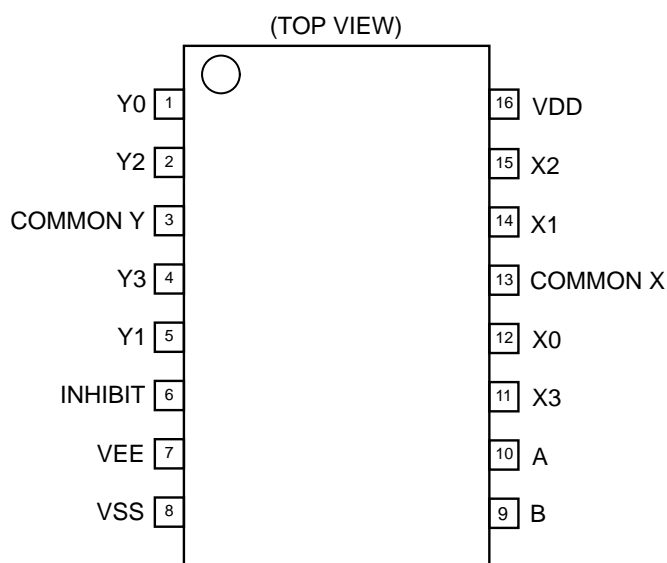 (TOP VIEW)
Y0 1 16 VDD
Y2 2 15 X2
COMMON Y 3 14 X1
Y3 4 13 COMMON X
Y1 5 12 X0
INHIBIT 6 11 X3
VEE 7 10 A
VSS 8 9 B